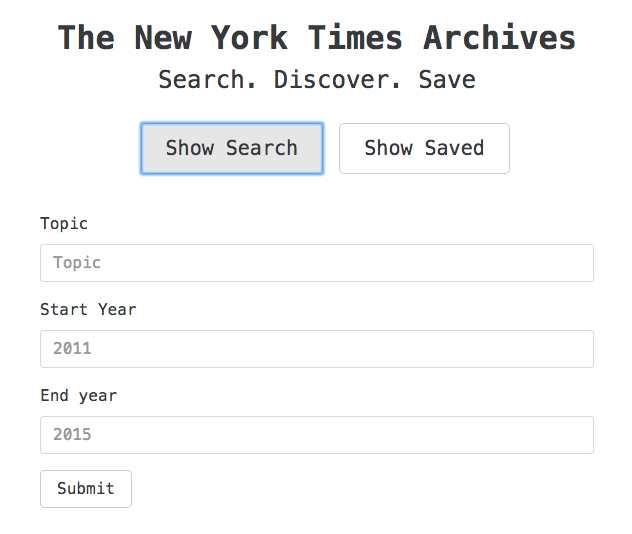 The New York Times Archives
Search. Discover. Save
Show Search Show Saved
Topic
Topic
Start Year
2011
End year
2015
Submit